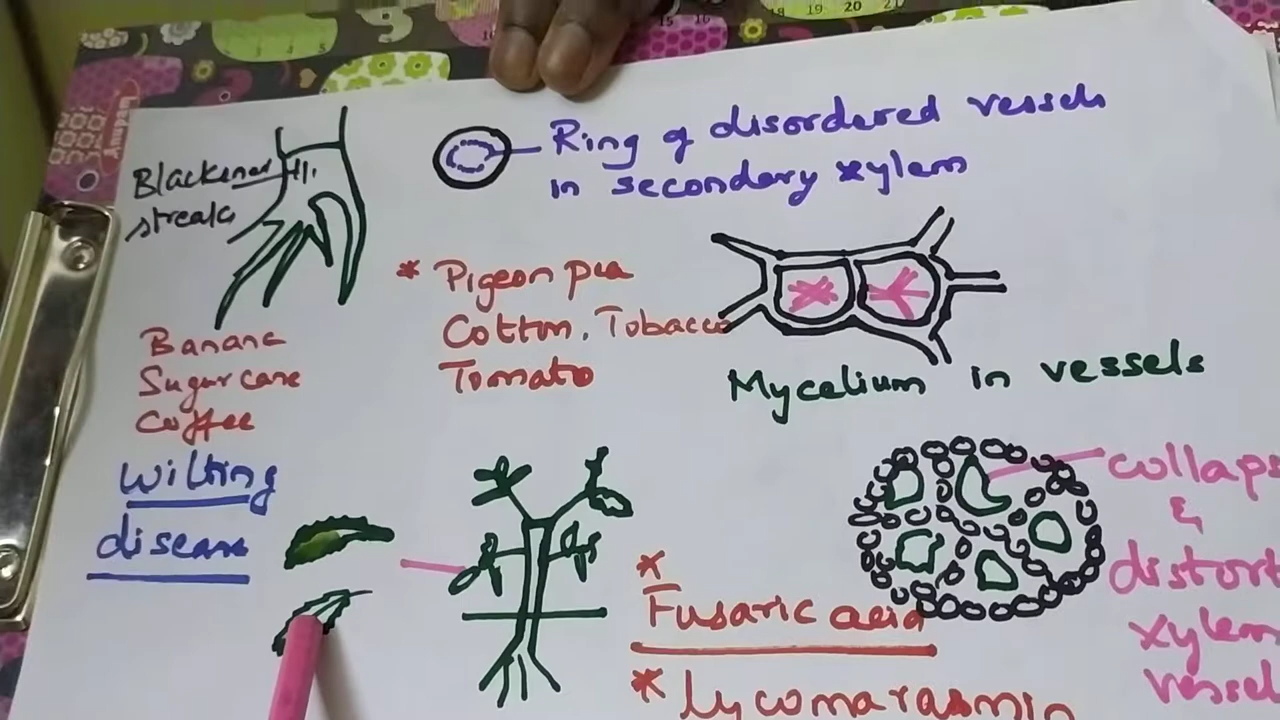 Blackened
streaks
Ring of disordered vessels
in secondary xylem
* Pigeon pea
Cotton, Tobacco
Tomato
Banana
Sugarcane
Coffee
Mycelium in vessels
Wilting
disease
collaps
&
distort
xylem
vessel
*
Fusaric acid
* Lycomarasmin